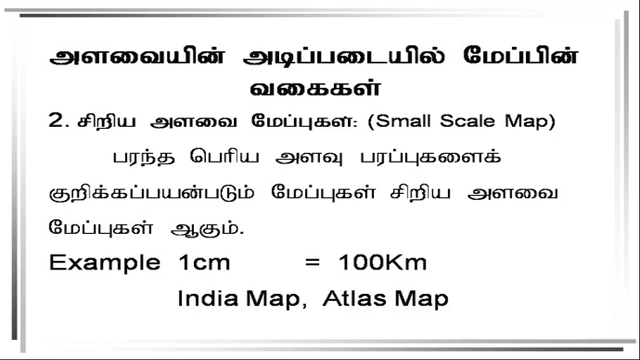 அளவையின் அடிப்படையில் மேப்பின்
வகைகள்
2. சிறிய அளவை மேப்புகள்: (Small Scale Map)
பரந்த பெரிய அளவு பரப்புகளைக்
குறிக்கப்பயன்படும் மேப்புகள் சிறிய அளவை
மேப்புகள் ஆகும்.
Example 1cm = 100Km
India Map, Atlas Map